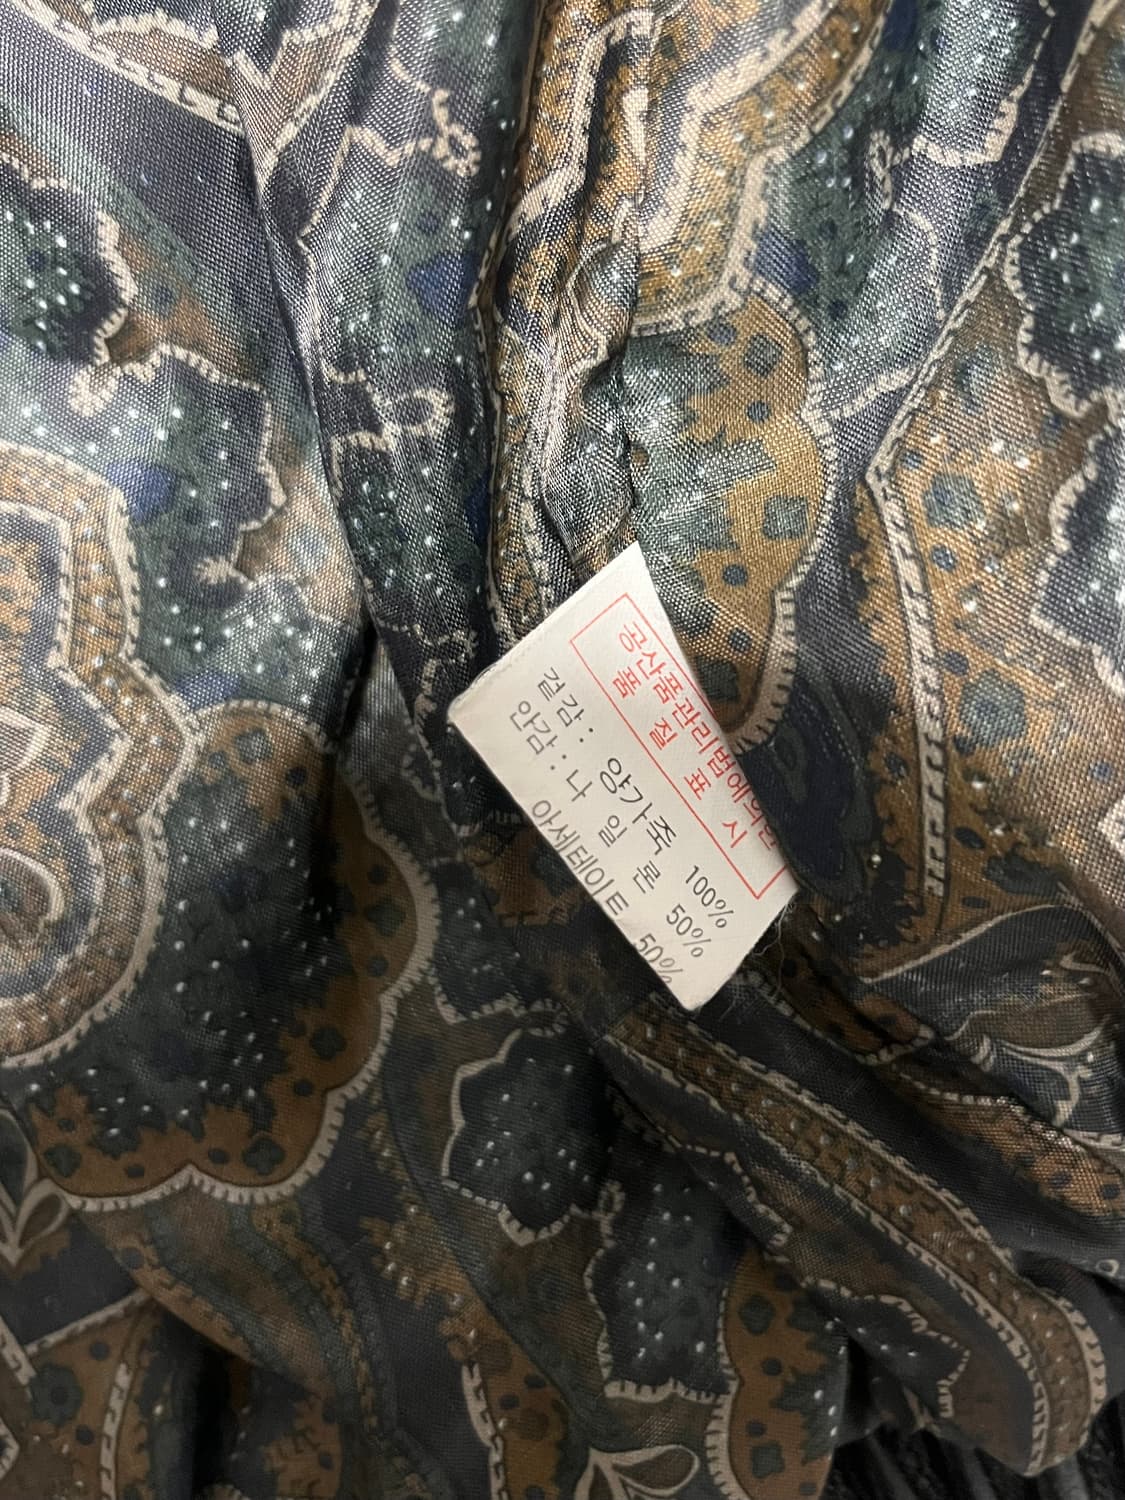 공산품관리법에의한
품 질 표 시
겉감 : 양가죽 100%
안감 : 나 일 론 50%
아세테이트 50%